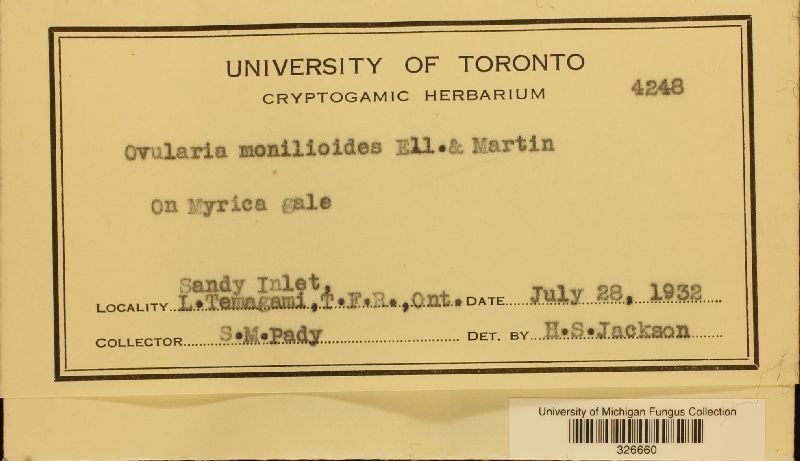 UNIVERSITY OF TORONTO
CRYPTOGAMIC HERBARIUM
4248
Ovularia monilioides Ell.& Martin
On Myrica gale
Sandy Inlet,
LOCALITY L.Temagami,T.F.R.,Ont. DATE July 28, 1932
COLLECTOR S.M.Pady DET. BY H.S.Jackson
University of Michigan Fungus Collection
326660